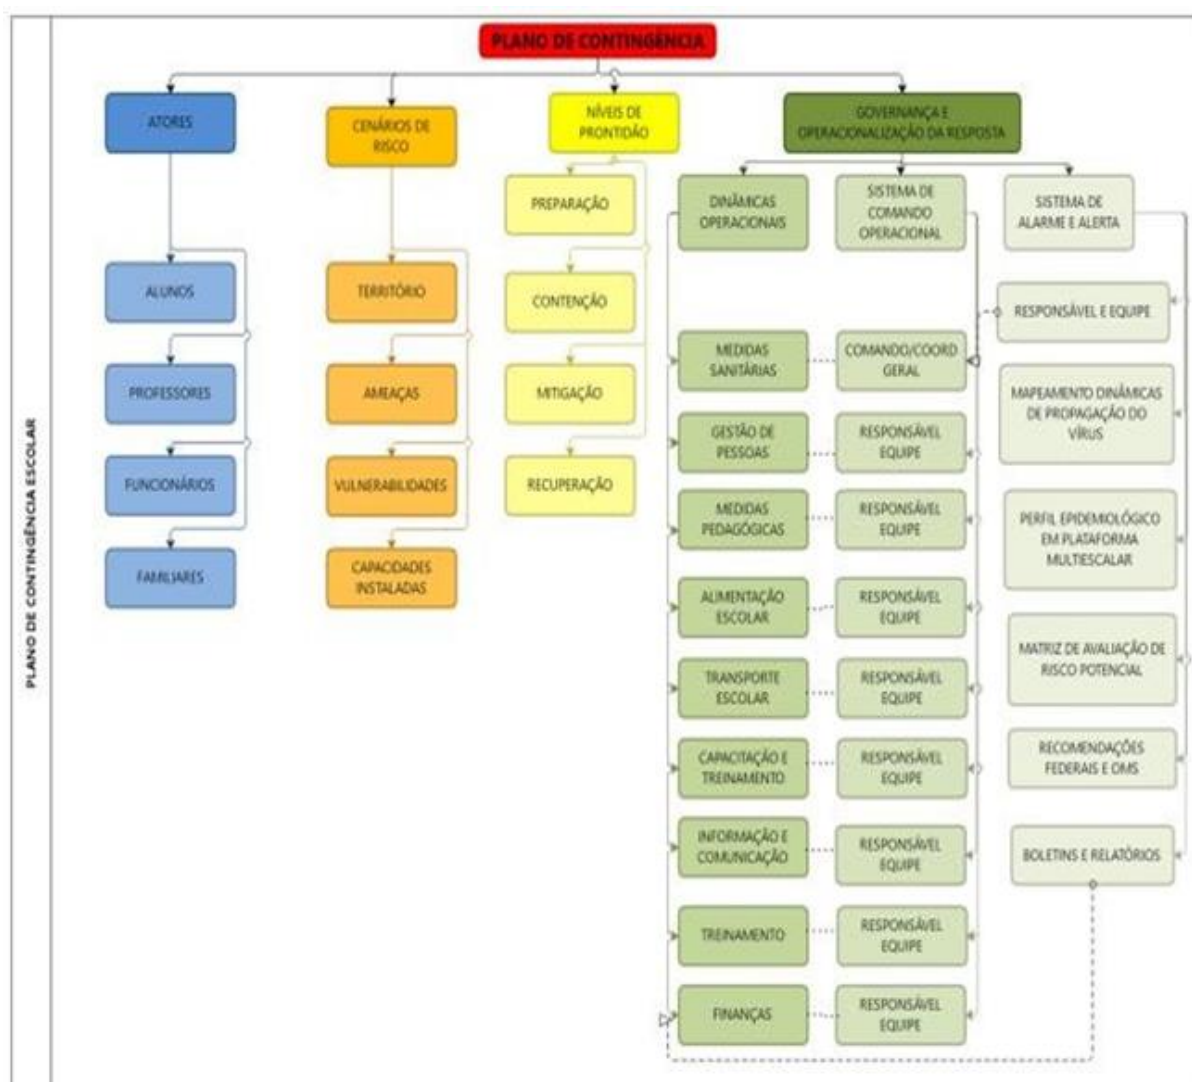 PLANO DE CONTINGÊNCIA ESCOLAR
PLANO DE CONTINGÊNCIA
ATORES
ALUNOS
PROFESSORES
FUNCIONÁRIOS
FAMILIARES
CENÁRIOS DE
RISCO
TERRITÓRIO
AMEAÇAS
VULNERABILIDADES
CAPACIDADES
INSTALADAS
NÍVEIS DE
PRONTIDÃO
PREPARAÇÃO
CONTENÇÃO
MITIGAÇÃO
RECUPERAÇÃO
GOVERNANÇA E
OPERACIONALIZAÇÃO DA RESPOSTA
DINÂMICAS
OPERACIONAIS
MEDIDAS
SANITÁRIAS
GESTÃO DE
PESSOAS
MEDIDAS
PEDAGÓGICAS
ALIMENTAÇÃO
ESCOLAR
TRANSPORTE
ESCOLAR
CAPACITAÇÃO E
TREINAMENTO
INFORMAÇÃO E
COMUNICAÇÃO
TREINAMENTO
FINANÇAS
SISTEMA DE
COMANDO
OPERACIONAL
COMANDO/COORD
GERAL
RESPONSÁVEL
EQUIPE
RESPONSÁVEL
EQUIPE
RESPONSÁVEL
EQUIPE
RESPONSÁVEL
EQUIPE
RESPONSÁVEL
EQUIPE
RESPONSÁVEL
EQUIPE
RESPONSÁVEL
EQUIPE
RESPONSÁVEL
EQUIPE
SISTEMA DE
ALARME E ALERTA
RESPONSÁVEL E EQUIPE
MAPEAMENTO DINÂMICAS
DE PROPAGAÇÃO DO
VÍRUS
PERFIL EPIDEMIOLÓGICO
EM PLATAFORMA
MULTIESCALAR
MATRIZ DE AVALIAÇÃO DE
RISCO POTENCIAL
RECOMENDAÇÕES
FEDERAIS E OMS
BOLETINS E RELATÓRIOS